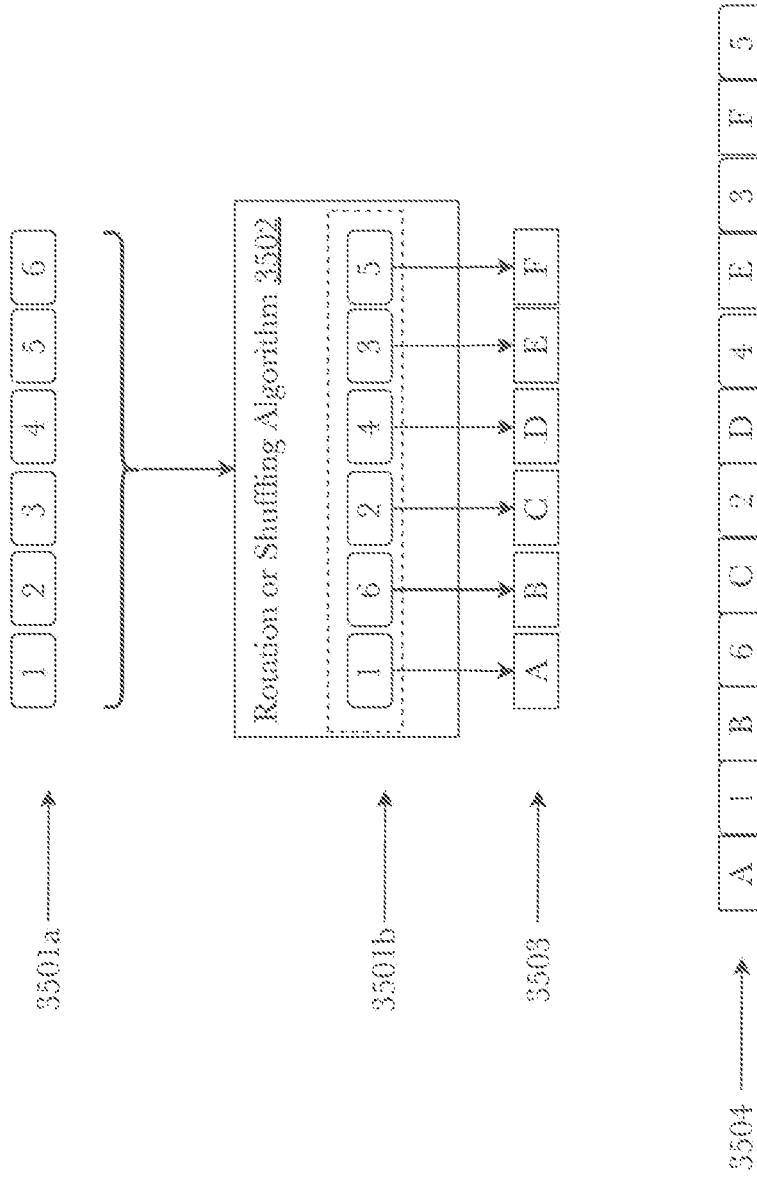 3501a 1 2 3 4 5 6
Rotation or Shuffling Algorithm 3502
3501b 1 6 2 4 3 5
3503 A B C D E F
3504 A 1 B 6 C 2 D 4 E 3 F 5